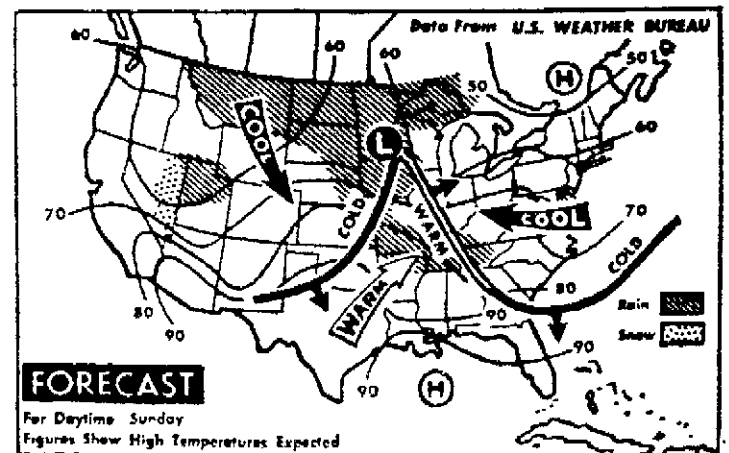 Data From U.S. WEATHER BUREAU
60
60
60
50
H
50
60
COOL
L
COLD
WARM
COOL
70
70
COLD
80
80
90
WARM
90
90
90
H
Rain
Snow
FORECAST
For Daytime Sunday
Figures Show High Temperatures Expected